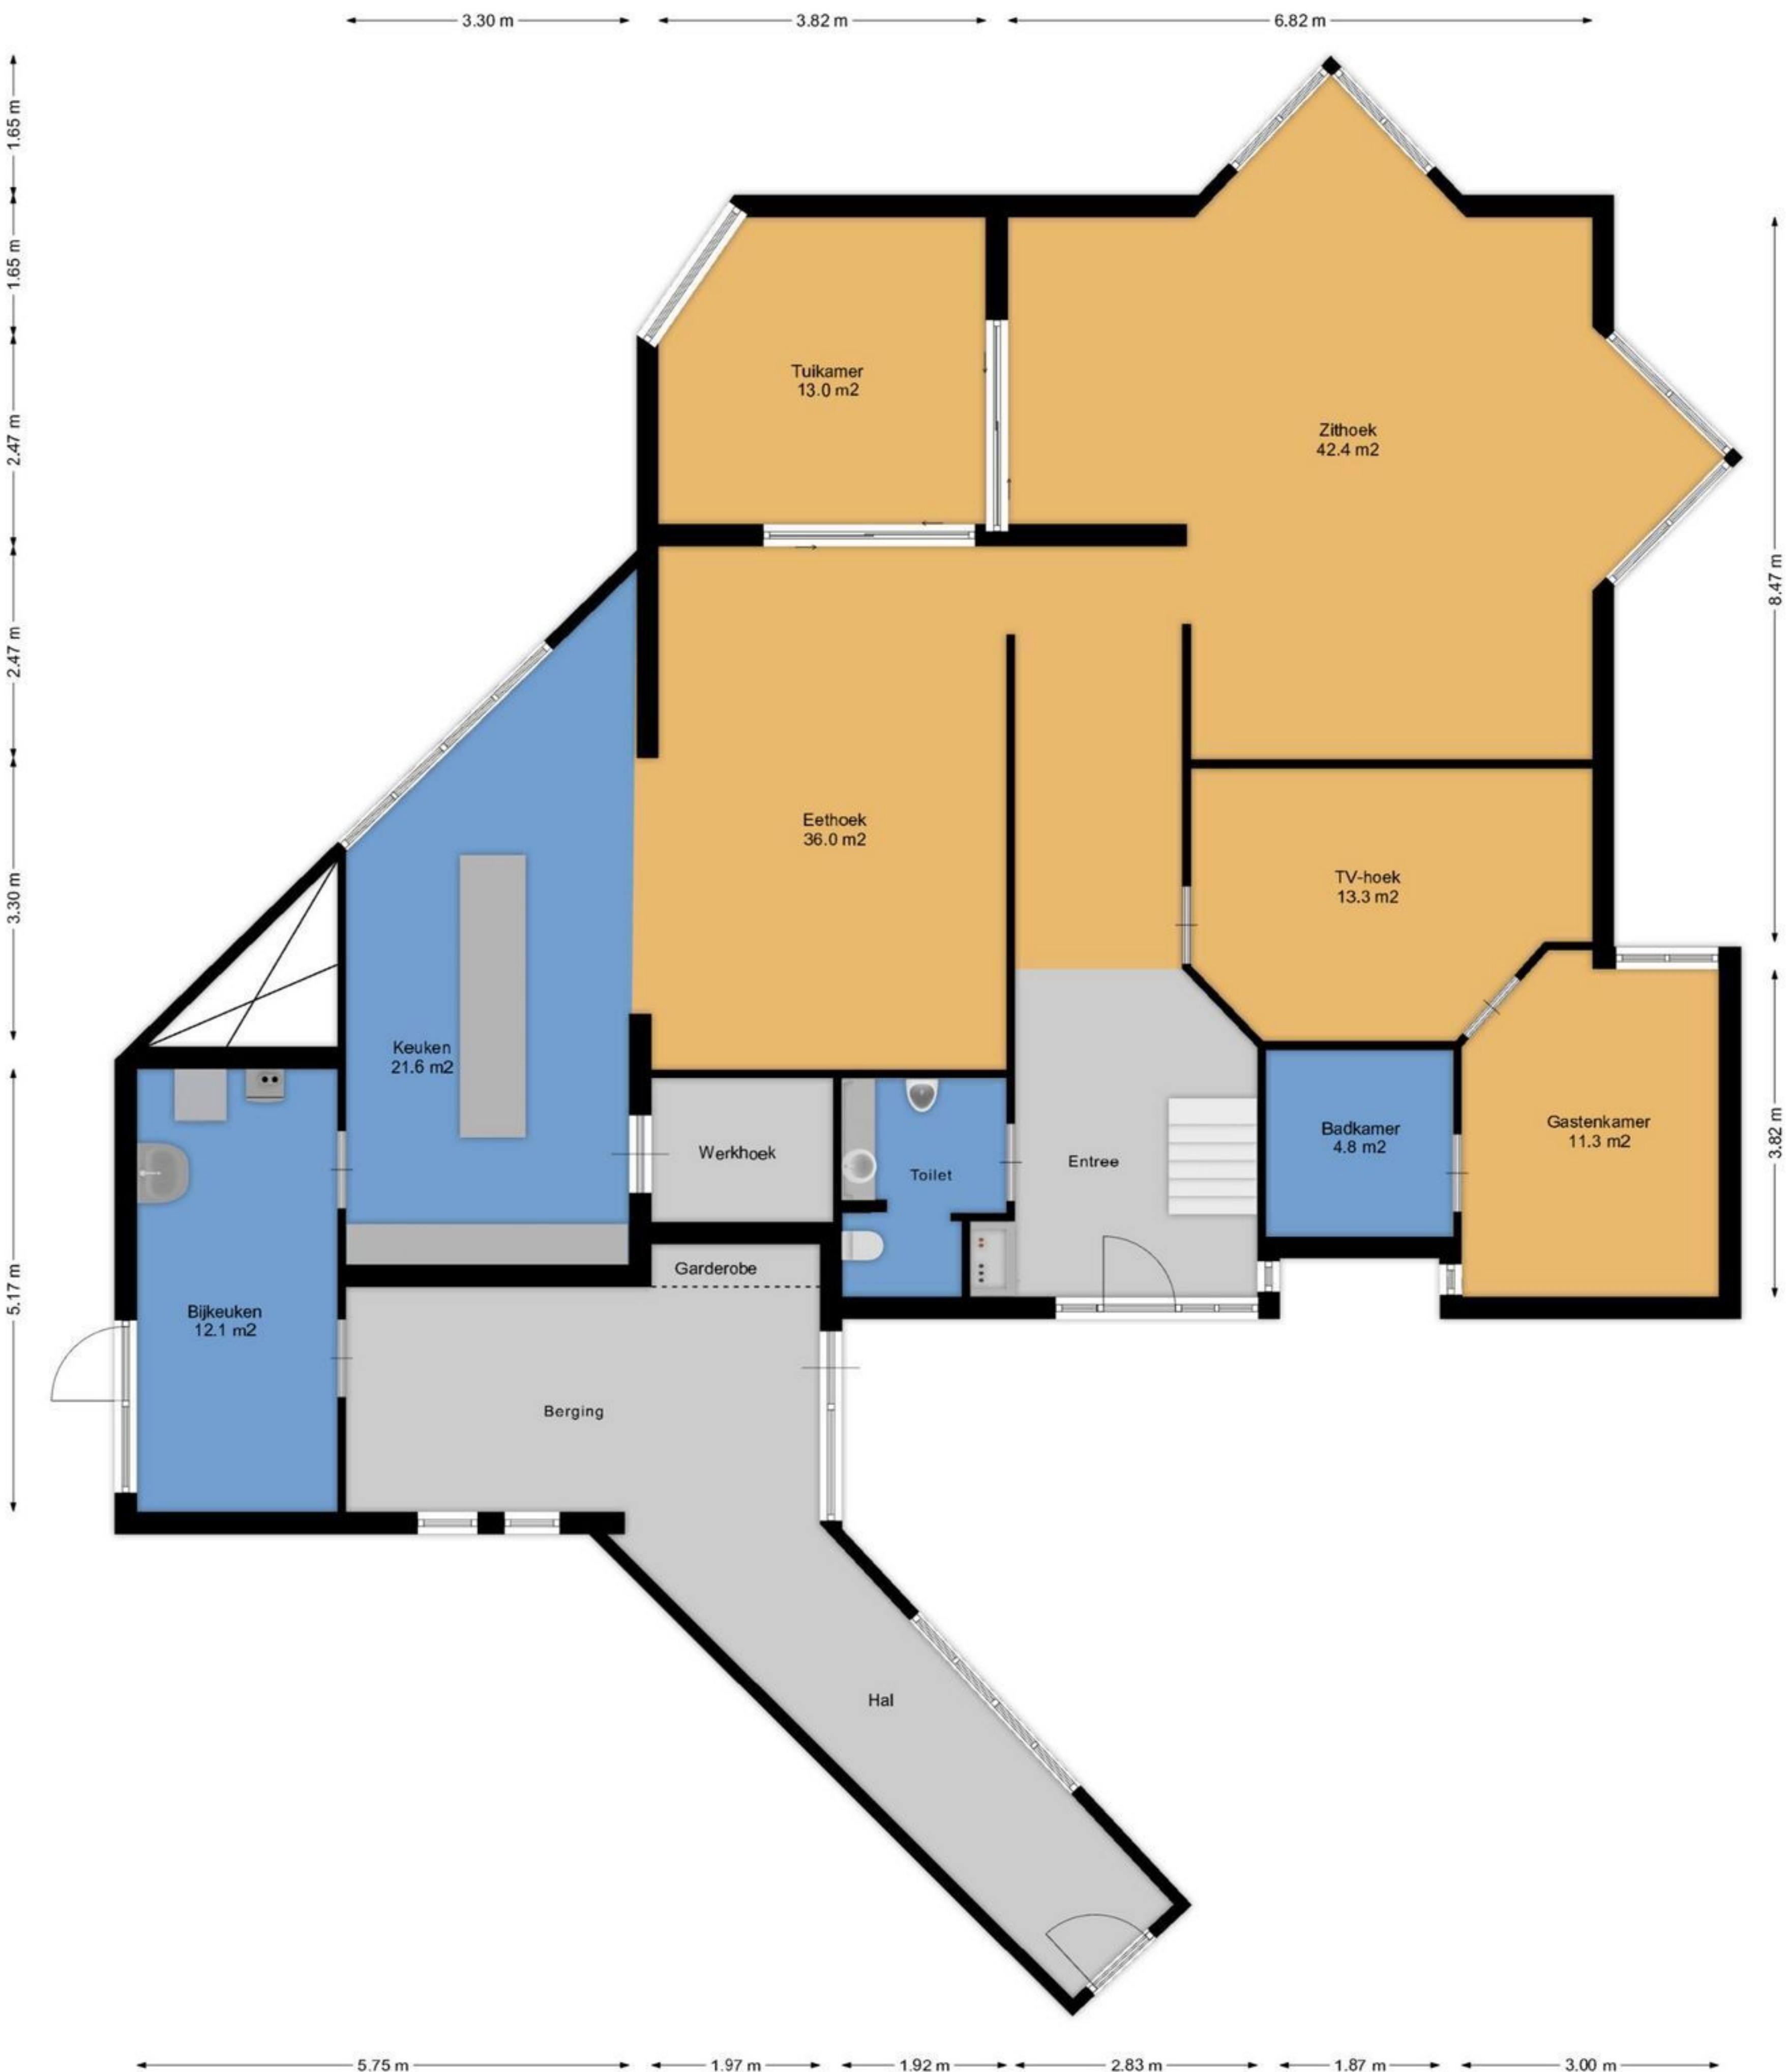 3.30 m
3.82 m
6.82 m
1.65 m
1.65 m
2.47 m
2.47 m
3.30 m
5.17 m
8.47 m
3.82 m
Tuikamer
13.0 m2
Zithoek
42.4 m2
Eethoek
36.0 m2
TV-hoek
13.3 m2
Keuken
21.6 m2
Werkhoek
Toilet
Entree
Badkamer
4.8 m2
Gastenkamer
11.3 m2
Garderobe
Bijkeuken
12.1 m2
Berging
Hal
5.75 m
1.97 m
1.92 m
2.83 m
1.87 m
3.00 m